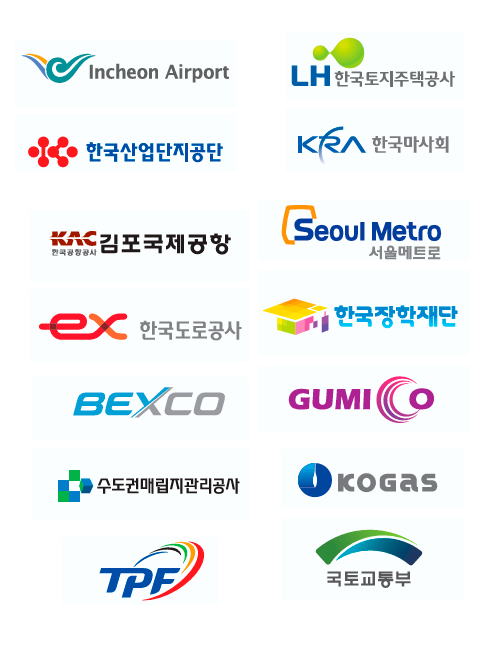 Incheon Airport
LH 한국토지주택공사
한국산업단지공단
KRA 한국마사회
KAC 한국공항공사 김포국제공항
Seoul Metro
서울메트로
ex 한국도로공사
한국장학재단
BEXCO
GUMICO
수도권매립지관리공사
KOGAS
TPF
국토교통부